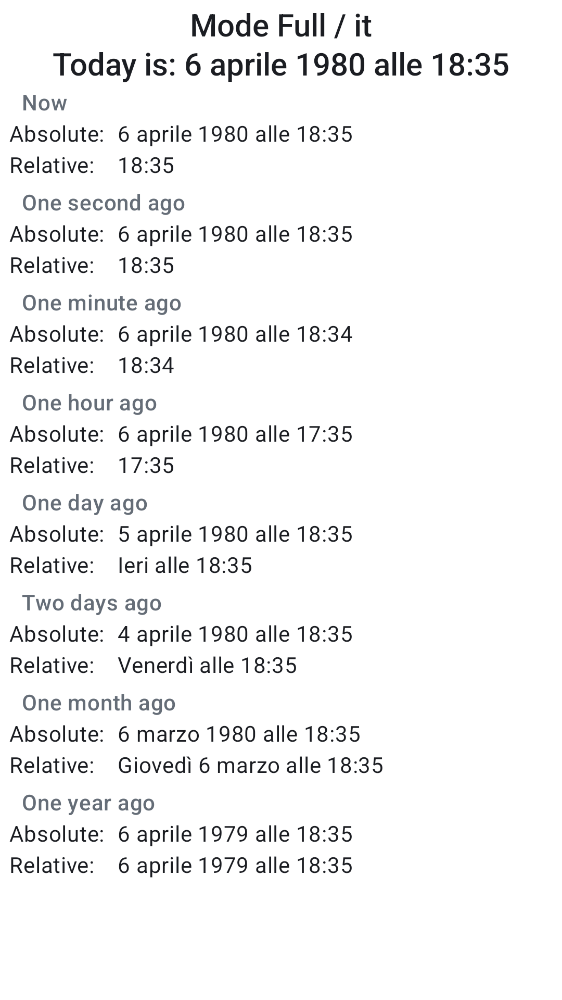 Mode Full / it
Today is: 6 aprile 1980 alle 18:35
Now
Absolute: 6 aprile 1980 alle 18:35
Relative: 18:35
One second ago
Absolute: 6 aprile 1980 alle 18:35
Relative: 18:35
One minute ago
Absolute: 6 aprile 1980 alle 18:34
Relative: 18:34
One hour ago
Absolute: 6 aprile 1980 alle 17:35
Relative: 17:35
One day ago
Absolute: 5 aprile 1980 alle 18:35
Relative: Ieri alle 18:35
Two days ago
Absolute: 4 aprile 1980 alle 18:35
Relative: Venerdì alle 18:35
One month ago
Absolute: 6 marzo 1980 alle 18:35
Relative: Giovedì 6 marzo alle 18:35
One year ago
Absolute: 6 aprile 1979 alle 18:35
Relative: 6 aprile 1979 alle 18:35